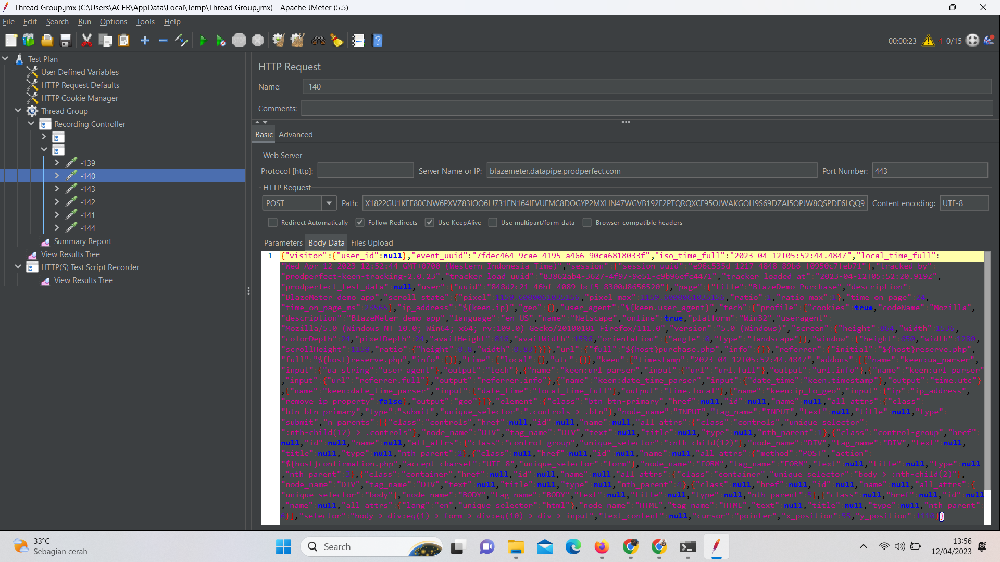 Thread Group.jmx (C:\Users\ACER\AppData\Local\Temp\Thread Group.jmx) - Apache JMeter (5.5)
File Edit Search Run Options Tools Help
00:00:23 4 0/15
Test Plan
User Defined Variables
HTTP Request Defaults
HTTP Cookie Manager
Thread Group
Recording Controller
-139
-140
-143
-142
-141
-144
Summary Report
View Results Tree
HTTP(S) Test Script Recorder
View Results Tree
HTTP Request
Name: -140
Comments:
Basic Advanced
Web Server
Protocol [http]: Server Name or IP: blazemeter.datapipe.prodperfect.com Port Number: 443
HTTP Request
POST Path: X1822GU1KFE80CNW6PXVZ83IOO6LJ731EN164IFVUFMC8DOGYP2MXHN47WGVB192F2PTQRQXCF95OJWAKGOH9S69DZAI5OPJW8QSPDE6LQQ9 Content encoding: UTF-8
Redirect Automatically Follow Redirects Use KeepAlive Use multipart/form-data Browser-compatible headers
Parameters Body Data Files Upload
1 {"visitor":{"user_id":null},"event_uuid":"7fdec464-9cae-4195-a466-90ca6818033f","iso_time_full":"2023-04-12T05:52:44.484Z","local_time_full":
"Wed Apr 12 2023 12:52:44 GMT+0700 (Western Indonesia Time)","session":{"session_uuid":"e96c535d-1217-4848-89b6-f0950c7feb71"},"tracked_by":
"prodperfect-keen-tracking-2.0.23","tracker_load_uuid":"83862ab4-3627-4f97-9e51-c9b96efc4471","tracker_loaded_at":"2023-04-12T05:52:20.919Z",
"prodperfect_test_data":null,"user":{"uuid":"848d2c21-46bf-4089-bcf5-8300d8656520"},"page":{"title":"BlazeDemo Purchase","description":
"BlazeMeter demo app","scroll_state":{"pixel":1159.6000061035156,"pixel_max":1159.6000061035156,"ratio":1,"ratio_max":1},"time_on_page":24,
"time_on_page_ms":23565},"ip_address":"${keen.ip}","geo":{},"user_agent":"${keen.user_agent}","tech":{"profile":{"cookies":true,"codeName":"Mozilla",
"description":"BlazeMeter demo app","language":"en-US","name":"Netscape","online":true,"platform":"Win32","useragent":
"Mozilla/5.0 (Windows NT 10.0; Win64; x64; rv:109.0) Gecko/20100101 Firefox/111.0","version":"5.0 (Windows)","screen":{"height":864,"width":1536,
"colorDepth":24,"pixelDepth":24,"availHeight":816,"availWidth":1536,"orientation":{"angle":0,"type":"landscape"}},"window":{"height":650,"width":1280,
"scrollHeight":1159,"ratio":{"height":0.8,"width":0.83}}}},"url":{"full":"${host}purchase.php","info":{}},"referrer":{"initial":"${host}reserve.php",
"full":"${host}reserve.php","info":{}},"time":{"local":{},"utc":{}},"keen":{"timestamp":"2023-04-12T05:52:44.484Z","addons":[{"name":"keen:ua_parser",
"input":{"ua_string":"user_agent"},"output":"tech"},{"name":"keen:url_parser","input":{"url":"url.full"},"output":"url.info"},{"name":"keen:url_parser"
,"input":{"url":"referrer.full"},"output":"referrer.info"},{"name":"keen:date_time_parser","input":{"date_time":"keen.timestamp"},"output":"time.utc"}
,{"name":"keen:date_time_parser","input":{"date_time":"local_time_full"},"output":"time.local"},{"name":"keen:ip_to_geo","input":{"ip":"ip_address",
"remove_ip_property":false},"output":"geo"}]},"element":{"class":"btn btn-primary","href":null,"id":null,"name":null,"all_attrs":{"class":
"btn btn-primary","type":"submit","unique_selector":".controls > .btn"},"node_name":"INPUT","tag_name":"INPUT","text":null,"title":null,"type":
"submit","n_parents":[{"class":"controls","href":null,"id":null,"name":null,"all_attrs":{"class":"controls","unique_selector":
":nth-child(12) > .controls"},"node_name":"DIV","tag_name":"DIV","text":null,"title":null,"type":null,"nth_parent":1},{"class":"control-group","href":
null,"id":null,"name":null,"all_attrs":{"class":"control-group","unique_selector":":nth-child(12)"},"node_name":"DIV","tag_name":"DIV","text":null,
"title":null,"type":null,"nth_parent":2},{"class":null,"href":null,"id":null,"name":null,"all_attrs":{"method":"POST","action":
"${host}confirmation.php","accept-charset":"UTF-8","unique_selector":"form"},"node_name":"FORM","tag_name":"FORM","text":null,"title":null,"type":null
,"nth_parent":3},{"class":"container","href":null,"id":null,"name":null,"all_attrs":{"class":"container","unique_selector":"body > :nth-child(2)"},
"node_name":"DIV","tag_name":"DIV","text":null,"title":null,"type":null,"nth_parent":4},{"class":null,"href":null,"id":null,"name":null,"all_attrs":{
"unique_selector":"body"},"node_name":"BODY","tag_name":"BODY","text":null,"title":null,"type":null,"nth_parent":5},{"class":null,"href":null,"id":null
,"name":null,"all_attrs":{"lang":"en","unique_selector":"html"},"node_name":"HTML","tag_name":"HTML","text":null,"title":null,"type":null,"nth_parent":
6}],"selector":"body > div:eq(1) > form > div:eq(10) > div > input","text_content":null,"cursor":"pointer","x_position":55,"y_position":1110}}
33°C
Sebagian cerah
Search
13:56
12/04/2023